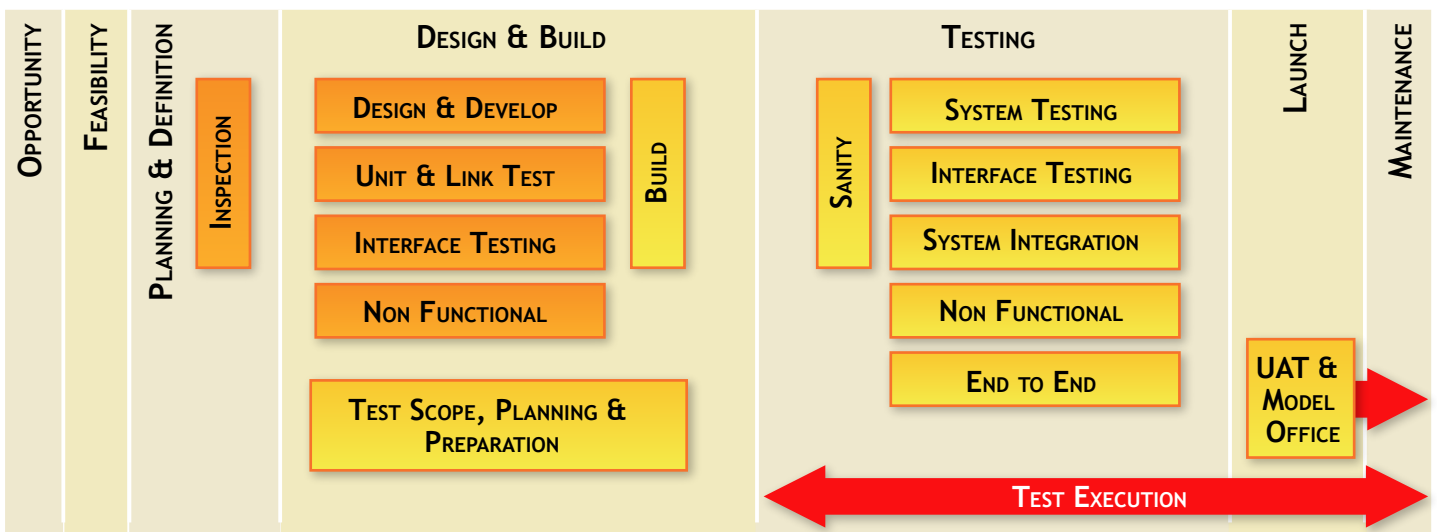 OPPORTUNITY
FEASIBILITY
PLANNING & DEFINITION
INSPECTION
DESIGN & BUILD
DESIGN & DEVELOP
UNIT & LINK TEST
INTERFACE TESTING
NON FUNCTIONAL
BUILD
TEST SCOPE, PLANNING &
PREPARATION
TESTING
SANITY
SYSTEM TESTING
INTERFACE TESTING
SYSTEM INTEGRATION
NON FUNCTIONAL
END TO END
LAUNCH
UAT &
MODEL
OFFICE
MAINTENANCE
TEST EXECUTION